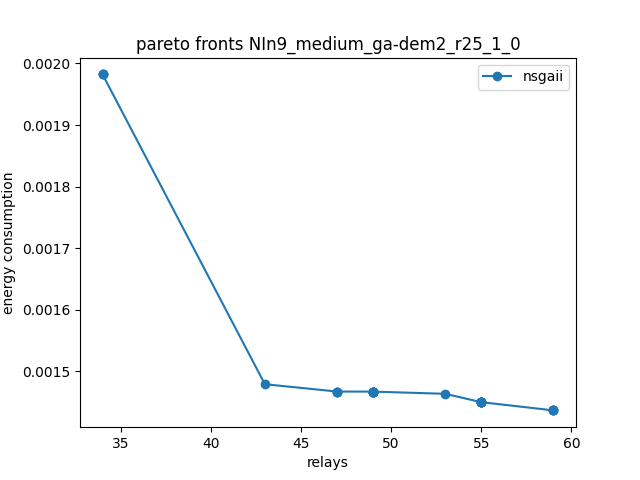 pareto fronts NIn9_medium_ga-dem2_r25_1_0
nsgaii
energy consumption
0.0020
0.0019
0.0018
0.0017
0.0016
0.0015
35 40 45 50 55 60
relays